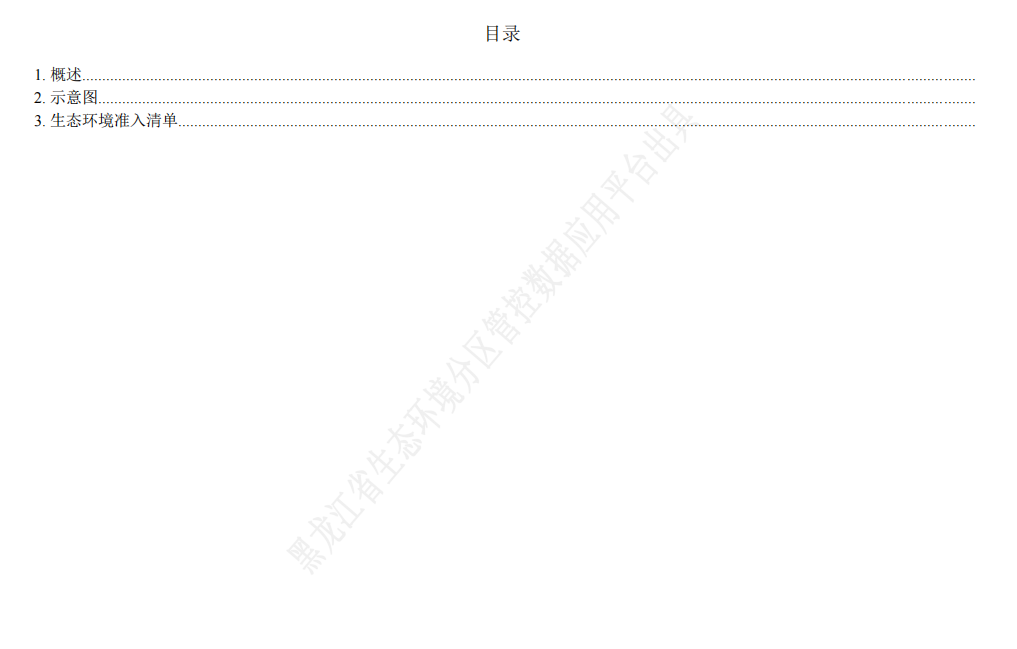 目录
1. 概述
2. 示意图
3. 生态环境准入清单
黑龙江省生态环境分区管控数据应用平台出具